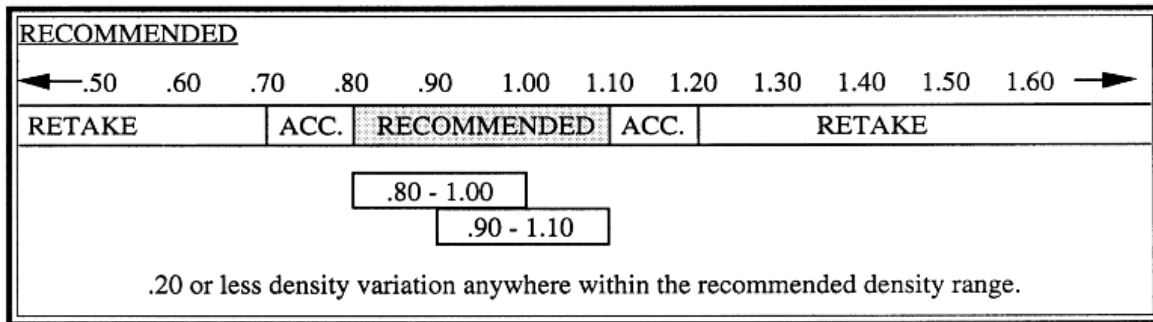 RECOMMENDED
.50 .60 .70 .80 .90 1.00 1.10 1.20 1.30 1.40 1.50 1.60
RETAKE ACC. RECOMMENDED ACC. RETAKE
.80 - 1.00
.90 - 1.10
.20 or less density variation anywhere within the recommended density range.